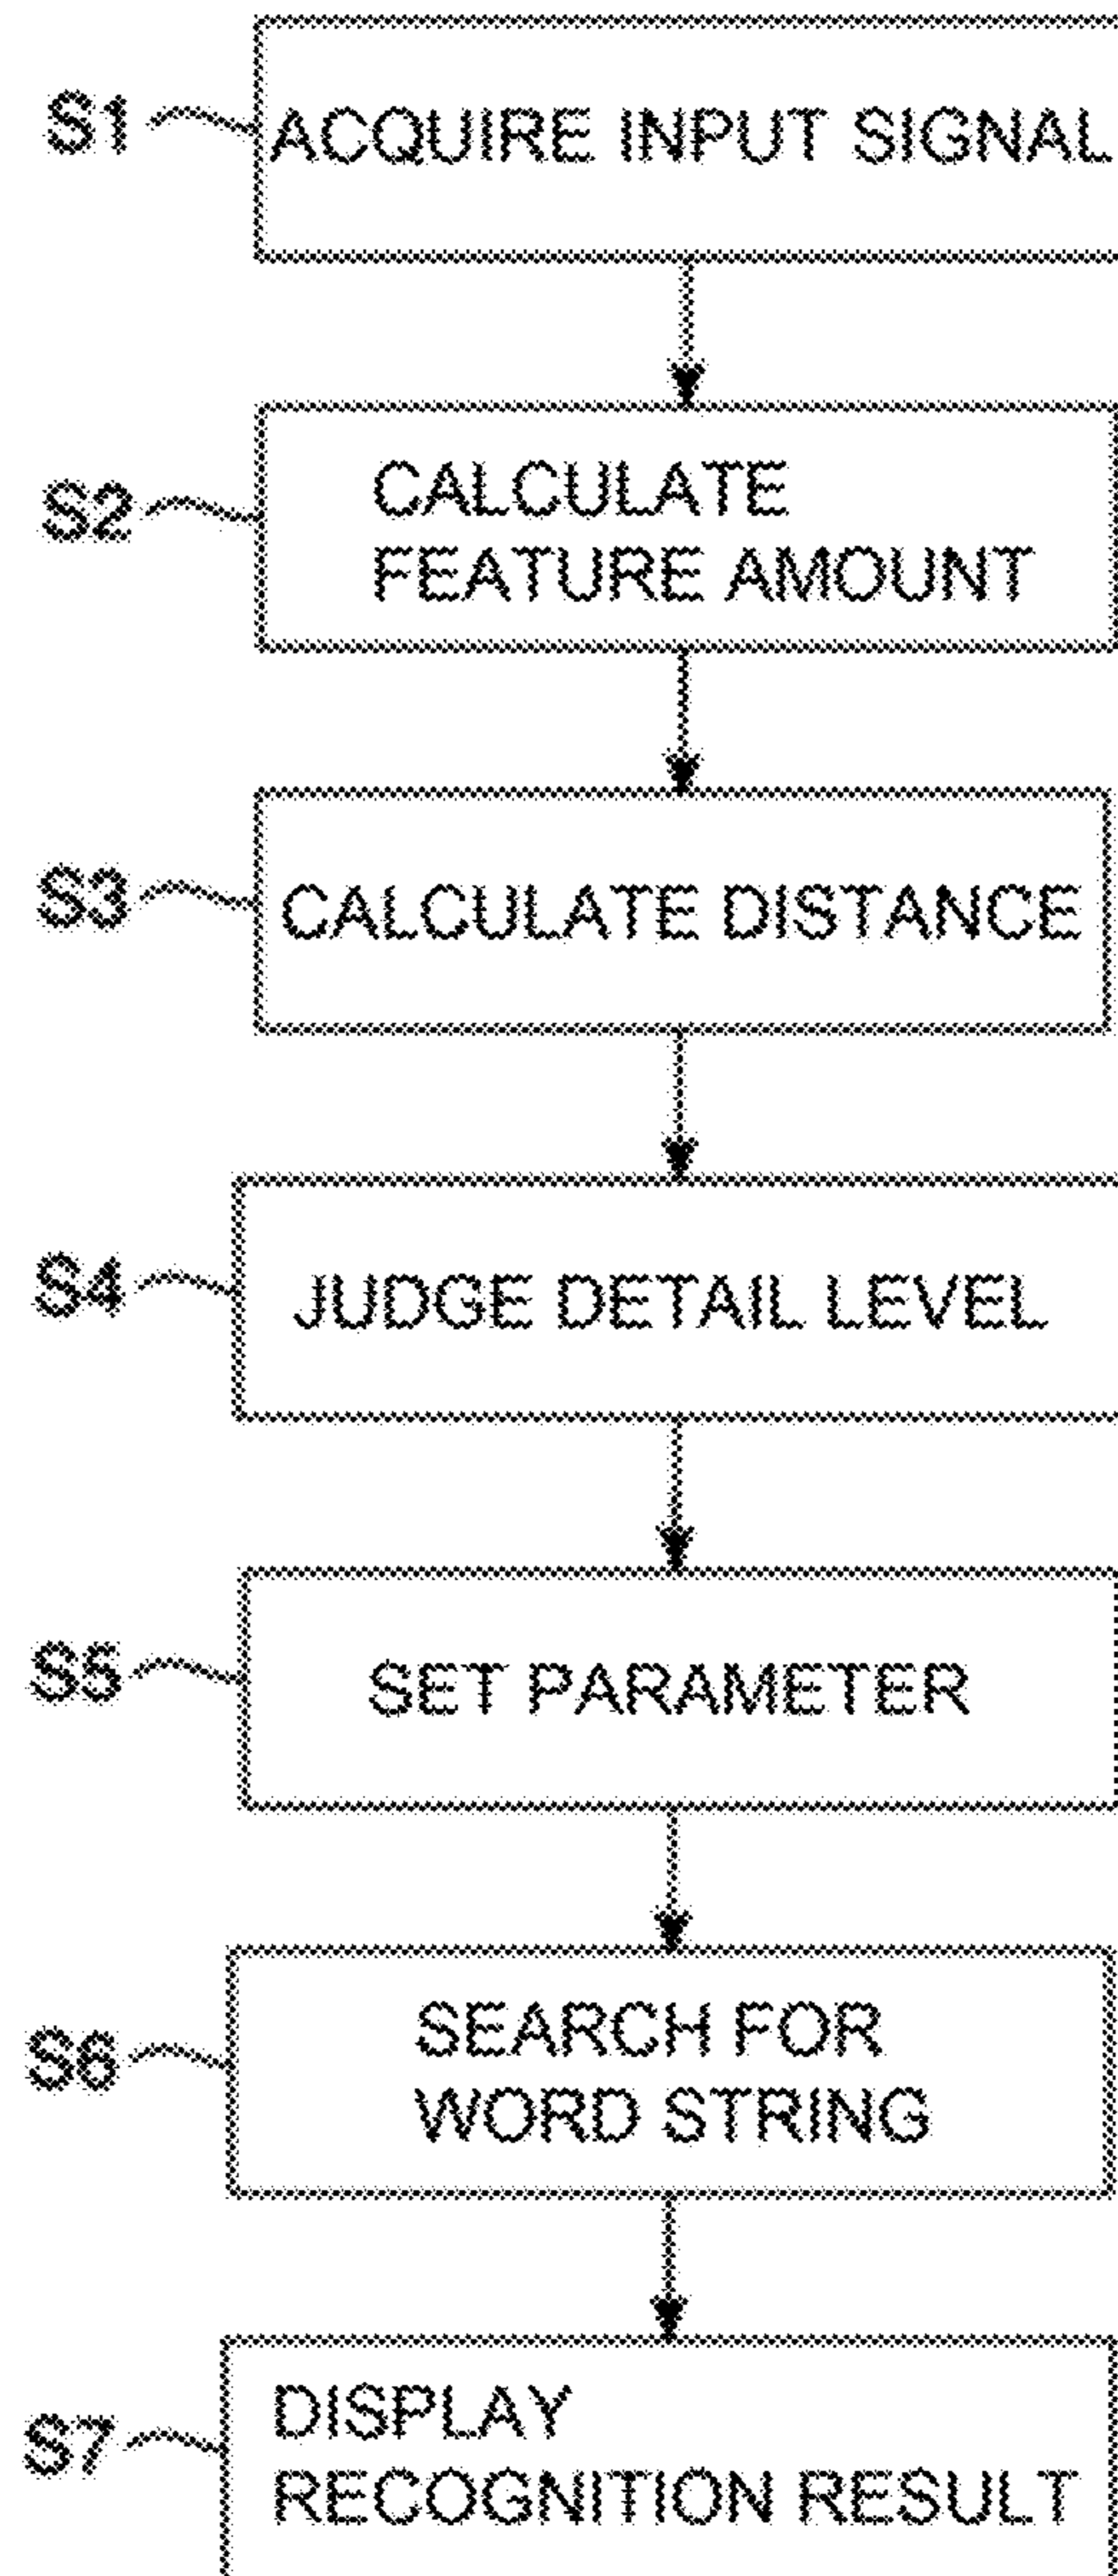 S1 ACQUIRE INPUT SIGNAL
S2 CALCULATE
FEATURE AMOUNT
S3 CALCULATE DISTANCE
S4 JUDGE DETAIL LEVEL
S5 SET PARAMETER
S6 SEARCH FOR
WORD STRING
S7 DISPLAY
RECOGNITION RESULT